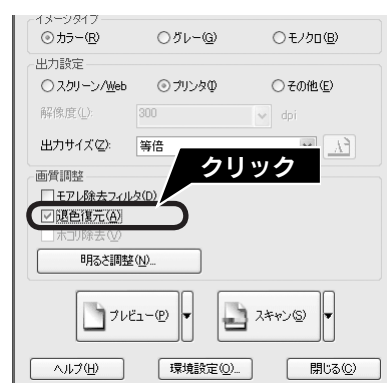 イメージタイプ
カラー(R) グレー(G) モノクロ(B)
出力設定
スクリーン/Web プリンタ(I) その他(E)
解像度(L): 300 dpi
出力サイズ(Z): 等倍
クリック
画質調整
モアレ除去フィルタ(D)
退色復元(A)
ホコリ除去(V)
明るさ調整(N)...
プレビュー(P) スキャン(S)
ヘルプ(H) 環境設定(O)... 閉じる(C)